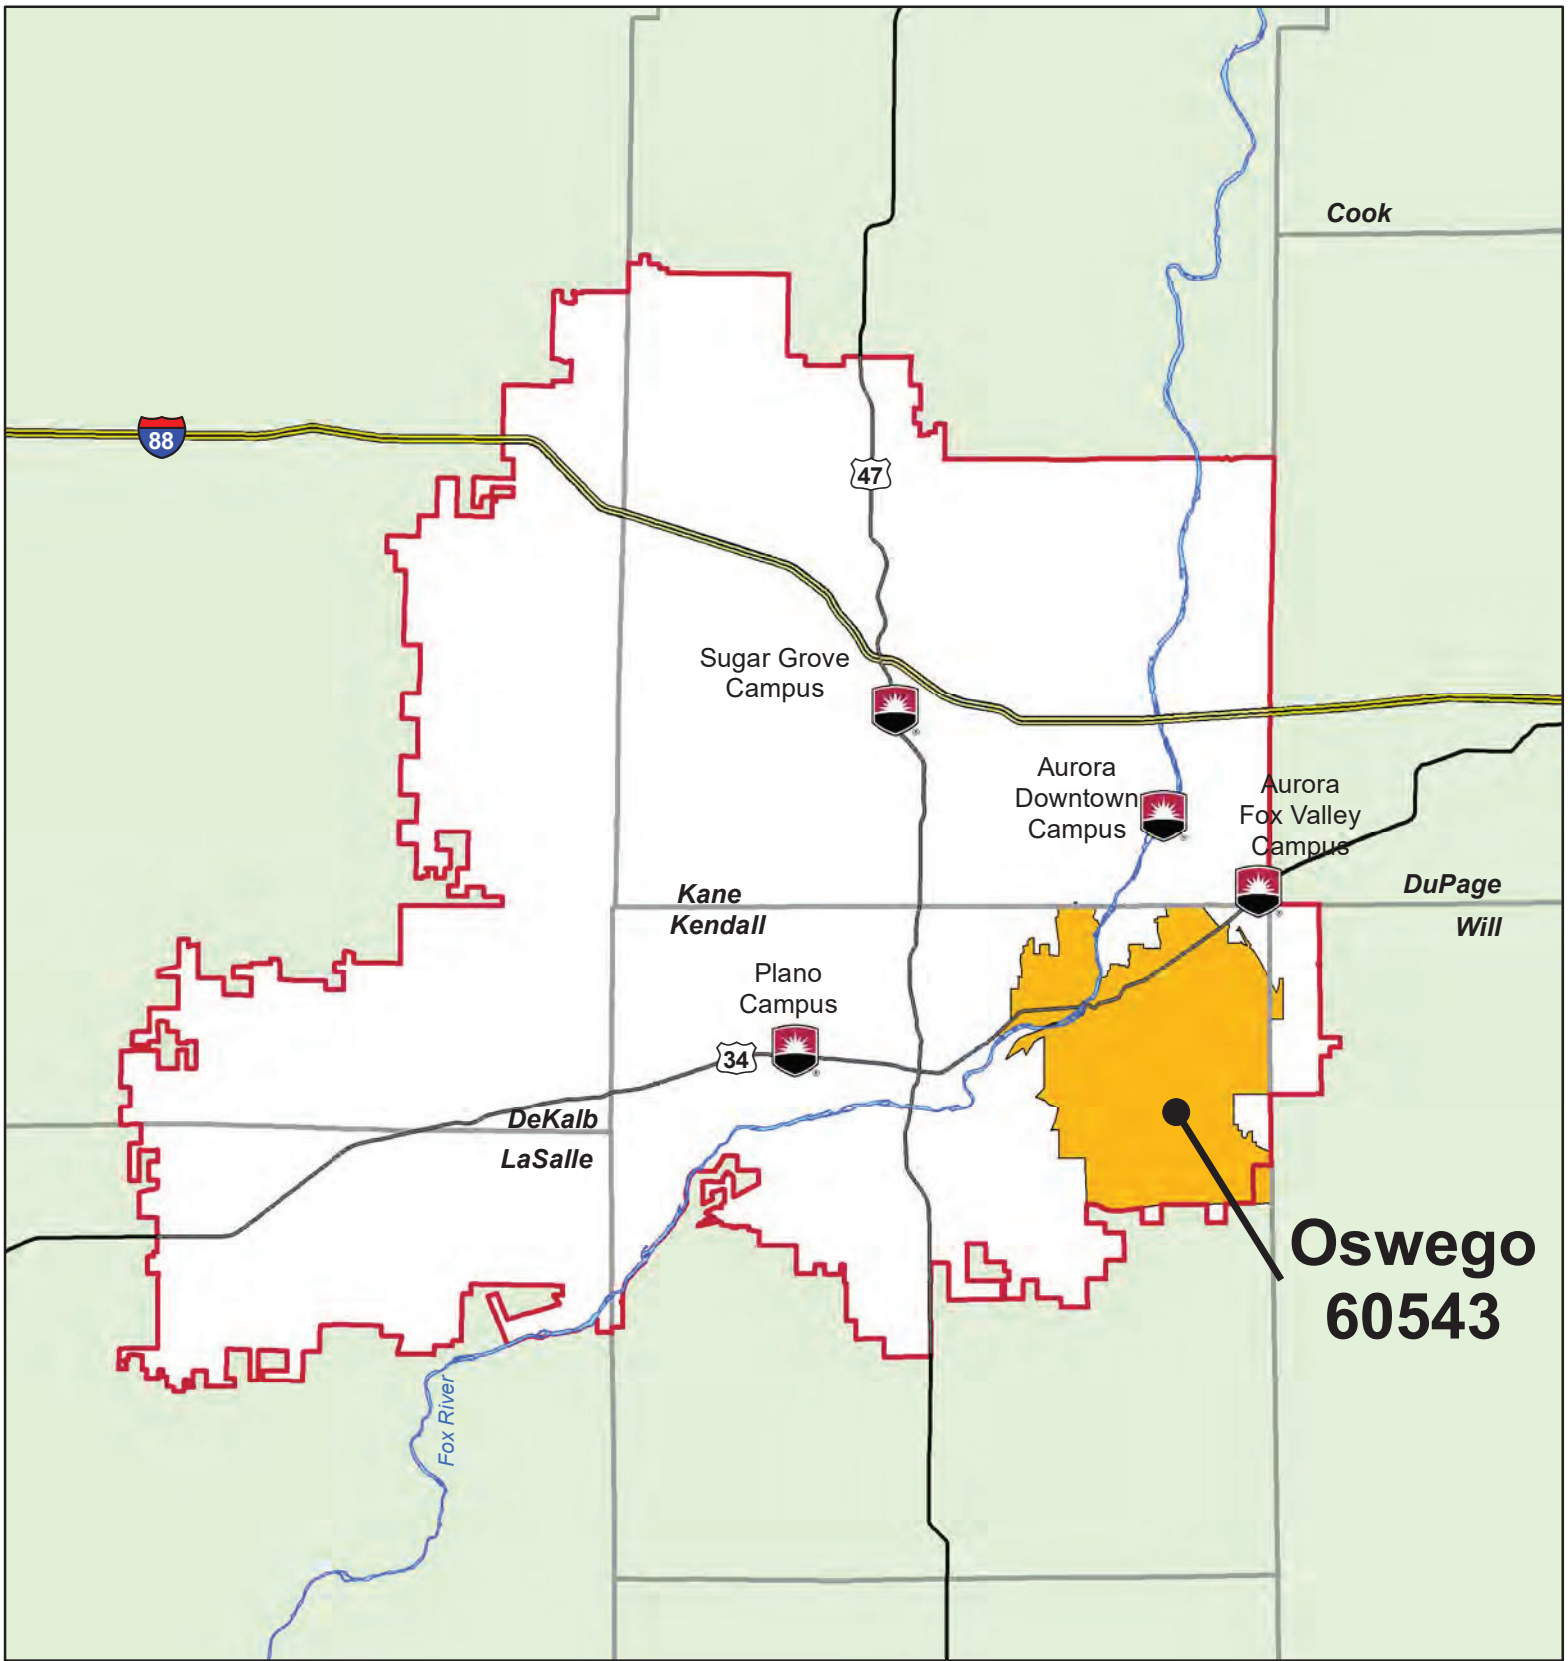 Cook
88
47
Sugar Grove
Campus
Aurora
Downtown
Campus
Aurora
Fox Valley
Campus
Kane
Kendall
DuPage
Will
Plano
Campus
34
DeKalb
LaSalle
Oswego
60543
Fox River